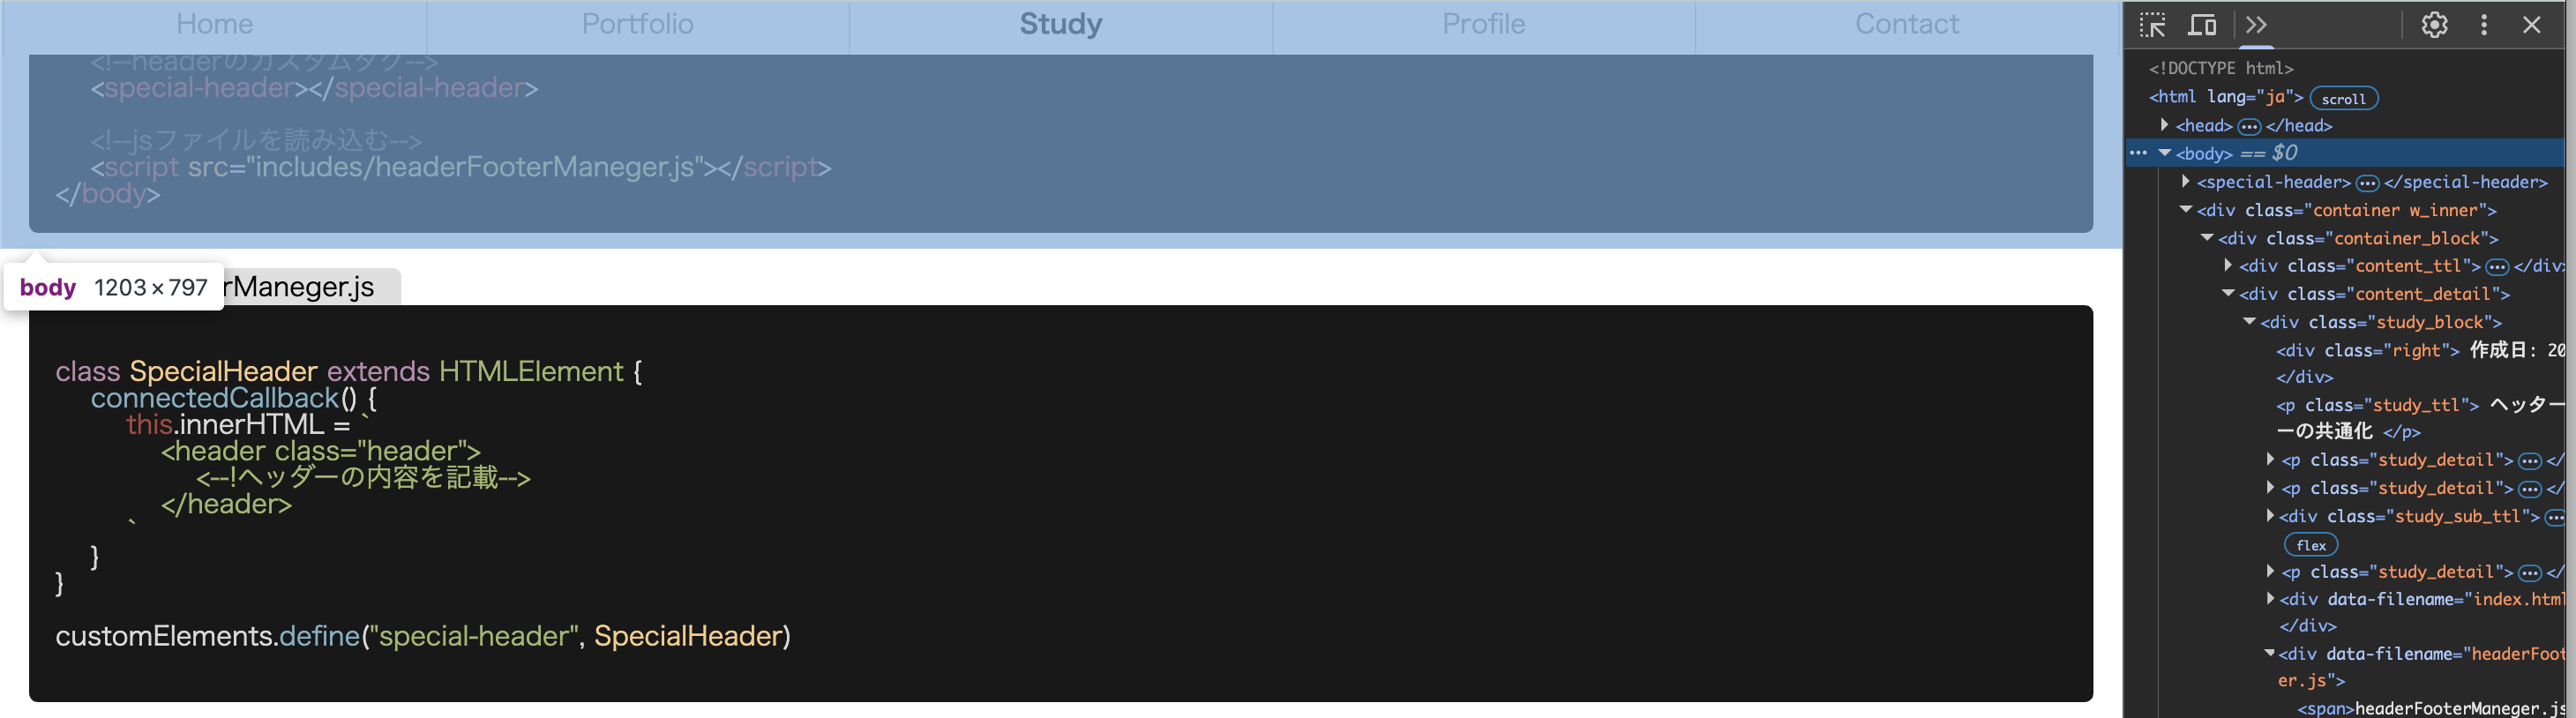 Home Portfolio Study Profile Contact
<!--headerのカスタムタグ-->
<special-header></special-header>
<!--jsファイルを読み込む-->
<script src="includes/headerFooterManeger.js"></script>
</body>
body 1203×797
rManeger.js
class SpecialHeader extends HTMLElement {
connectedCallback() {
this.innerHTML = `
<header class="header">
<--!ヘッダーの内容を記載-->
</header>
`
}
}
customElements.define("special-header", SpecialHeader)
<!DOCTYPE html>
<html lang="ja"> scroll
<head> ••• </head>
••• <body> == $0
<special-header> ••• </special-header>
<div class="container w_inner">
<div class="container_block">
<div class="content_ttl"> ••• </div>
<div class="content_detail">
<div class="study_block">
<div class="right"> 作成日: 20
</div>
<p class="study_ttl"> ヘッター
ーの共通化 </p>
<p class="study_detail"> ••• </
<p class="study_detail"> ••• </
<div class="study_sub_ttl"> •••
flex
<p class="study_detail"> ••• </
<div data-filename="index.html
</div>
<div data-filename="headerFoot
er.js">
<span>headerFooterManeger.js